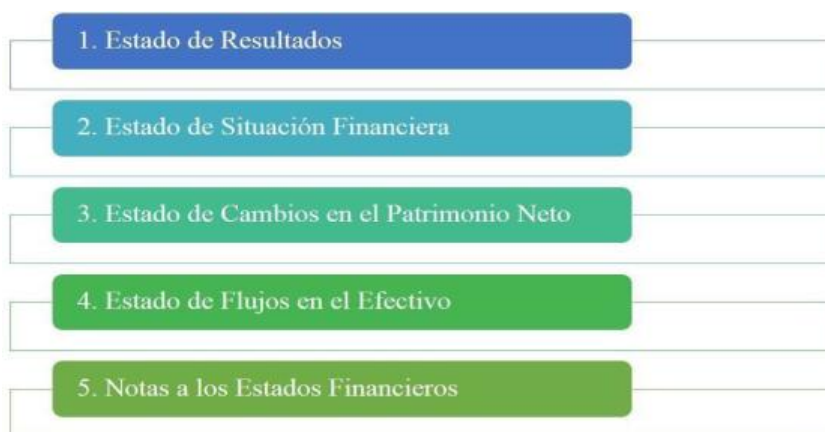 1. Estado de Resultados
2. Estado de Situación Financiera
3. Estado de Cambios en el Patrimonio Neto
4. Estado de Flujos en el Efectivo
5. Notas a los Estados Financieros